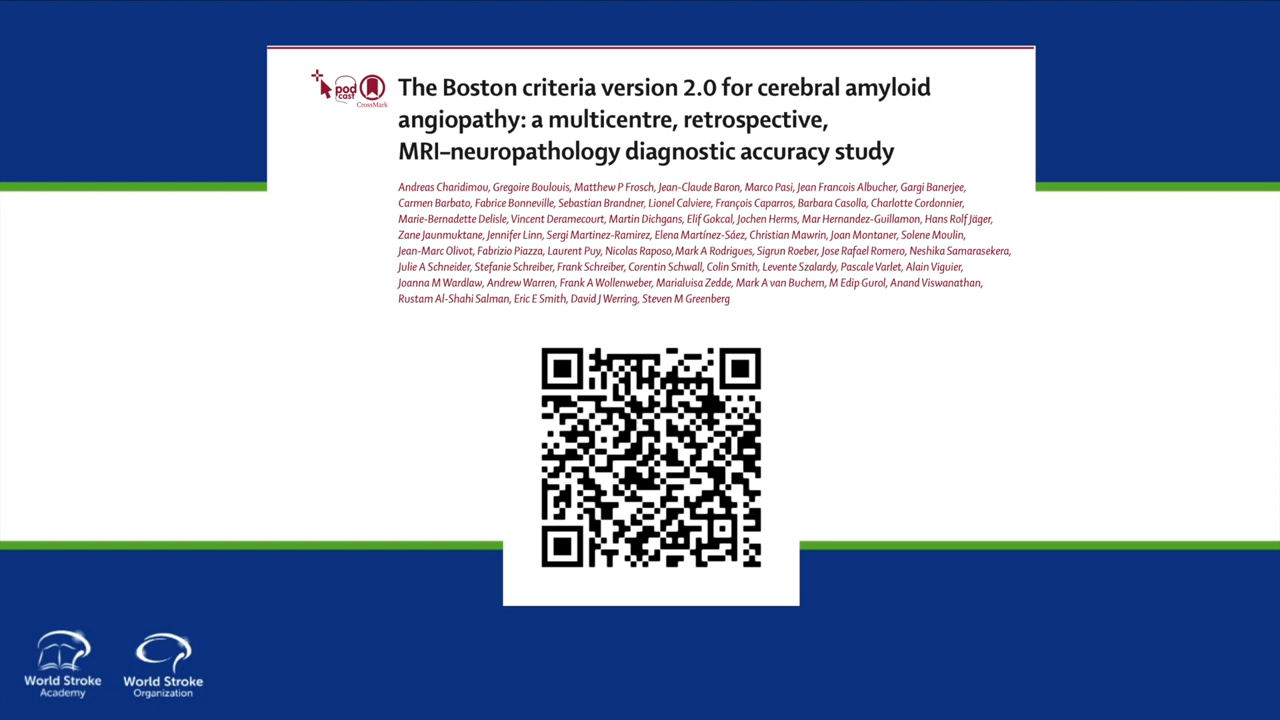 pod
cast
CrossMark
The Boston criteria version 2.0 for cerebral amyloid
angiopathy: a multicentre, retrospective,
MRI–neuropathology diagnostic accuracy study
Andreas Charidimou, Gregoire Boulouis, Matthew P Frosch, Jean-Claude Baron, Marco Pasi, Jean Francois Albucher, Gargi Banerjee,
Carmen Barbato, Fabrice Bonneville, Sebastian Brandner, Lionel Calviere, François Caparros, Barbara Casolla, Charlotte Cordonnier,
Marie-Bernadette Delisle, Vincent Deramecourt, Martin Dichgans, Elif Gokcal, Jochen Herms, Mar Hernandez-Guillamon, Hans Rolf Jäger,
Zane Jaunmuktane, Jennifer Linn, Sergi Martinez-Ramirez, Elena Martínez-Sáez, Christian Mawrin, Joan Montaner, Solene Moulin,
Jean-Marc Olivot, Fabrizio Piazza, Laurent Puy, Nicolas Raposo, Mark A Rodrigues, Sigrun Roeber, Jose Rafael Romero, Neshika Samarasekera,
Julie A Schneider, Stefanie Schreiber, Frank Schreiber, Corentin Schwall, Colin Smith, Levente Szalardy, Pascale Varlet, Alain Viguier,
Joanna M Wardlaw, Andrew Warren, Frank A Wollenweber, Marialuisa Zedde, Mark A van Buchem, M Edip Gurol, Anand Viswanathan,
Rustam Al-Shahi Salman, Eric E Smith, David J Werring, Steven M Greenberg
World Stroke
Academy
World Stroke
Organization